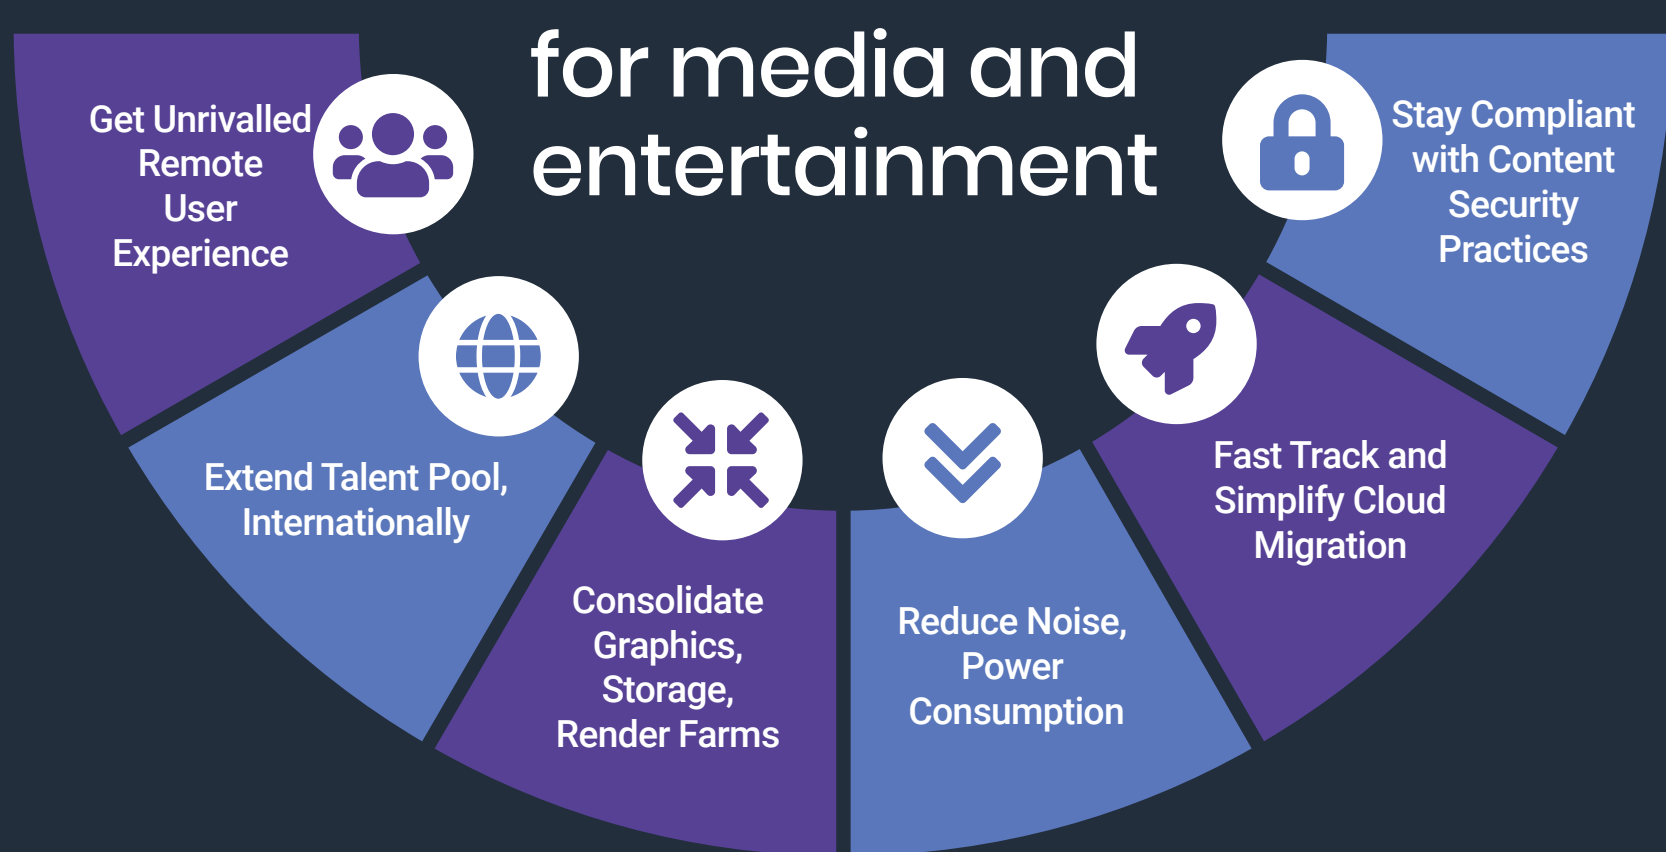 for media and
entertainment
Get Unrivalled
Remote
User
Experience
Extend Talent Pool,
Internationally
Consolidate
Graphics,
Storage,
Render Farms
Reduce Noise,
Power
Consumption
Fast Track and
Simplify Cloud
Migration
Stay Compliant
with Content
Security
Practices